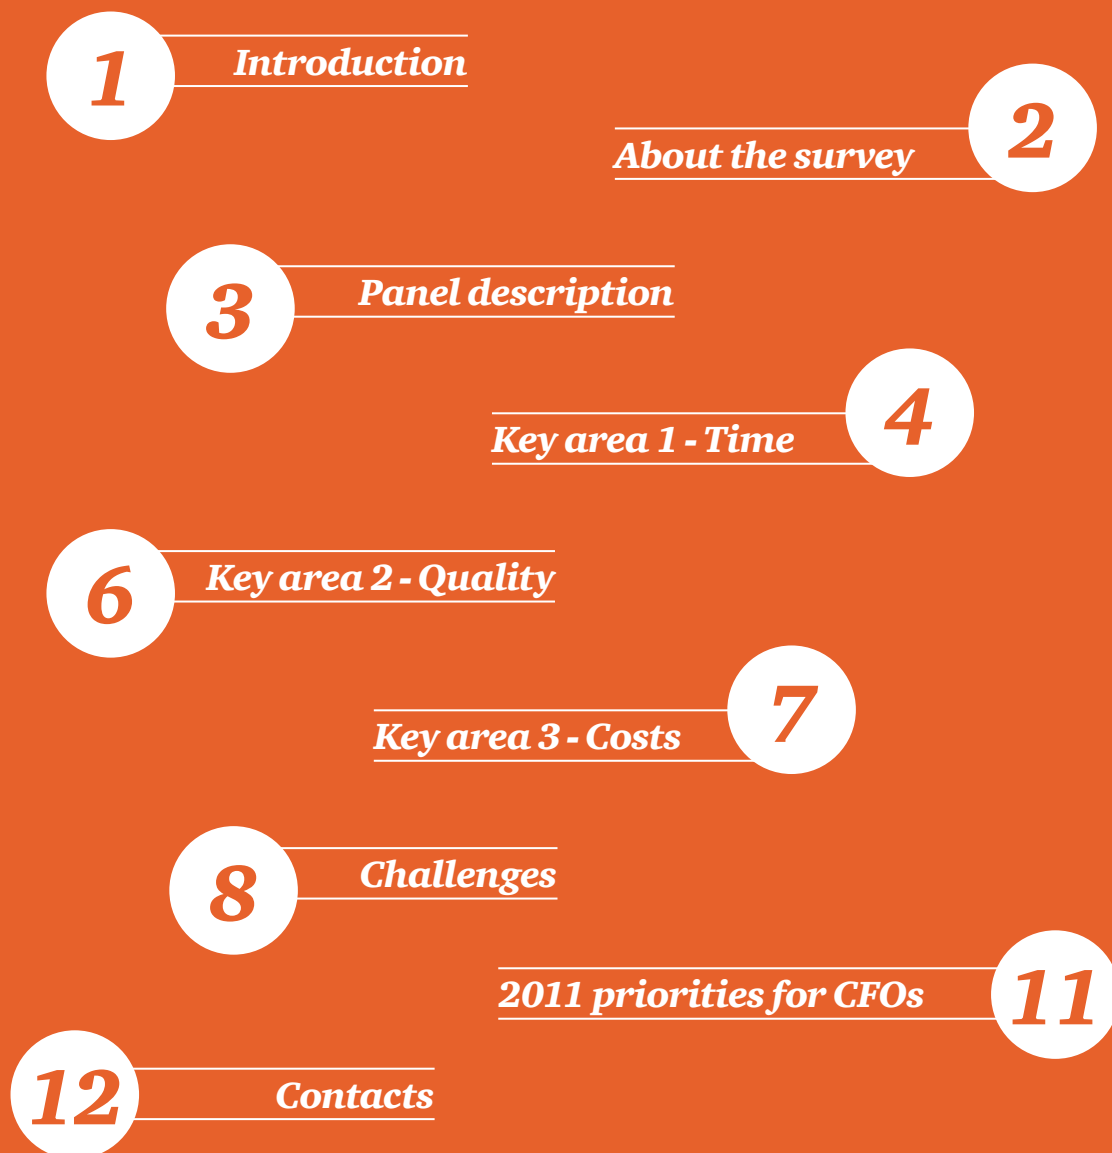 1 Introduction
About the survey 2
3 Panel description
Key area 1 - Time 4
6 Key area 2 - Quality
Key area 3 - Costs 7
8 Challenges
2011 priorities for CFOs 11
12 Contacts